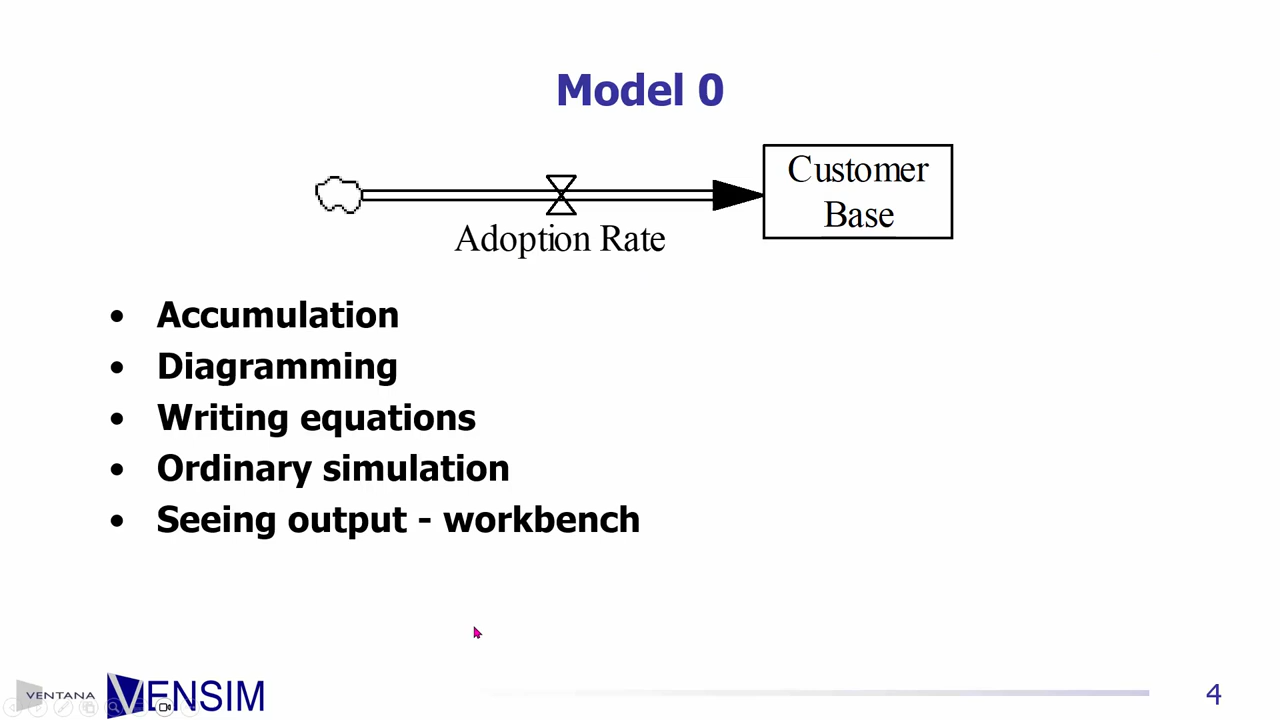 Model 0
Customer
Base
Adoption Rate
• Accumulation
• Diagramming
• Writing equations
• Ordinary simulation
• Seeing output - workbench
VENTANA VENSIM
4